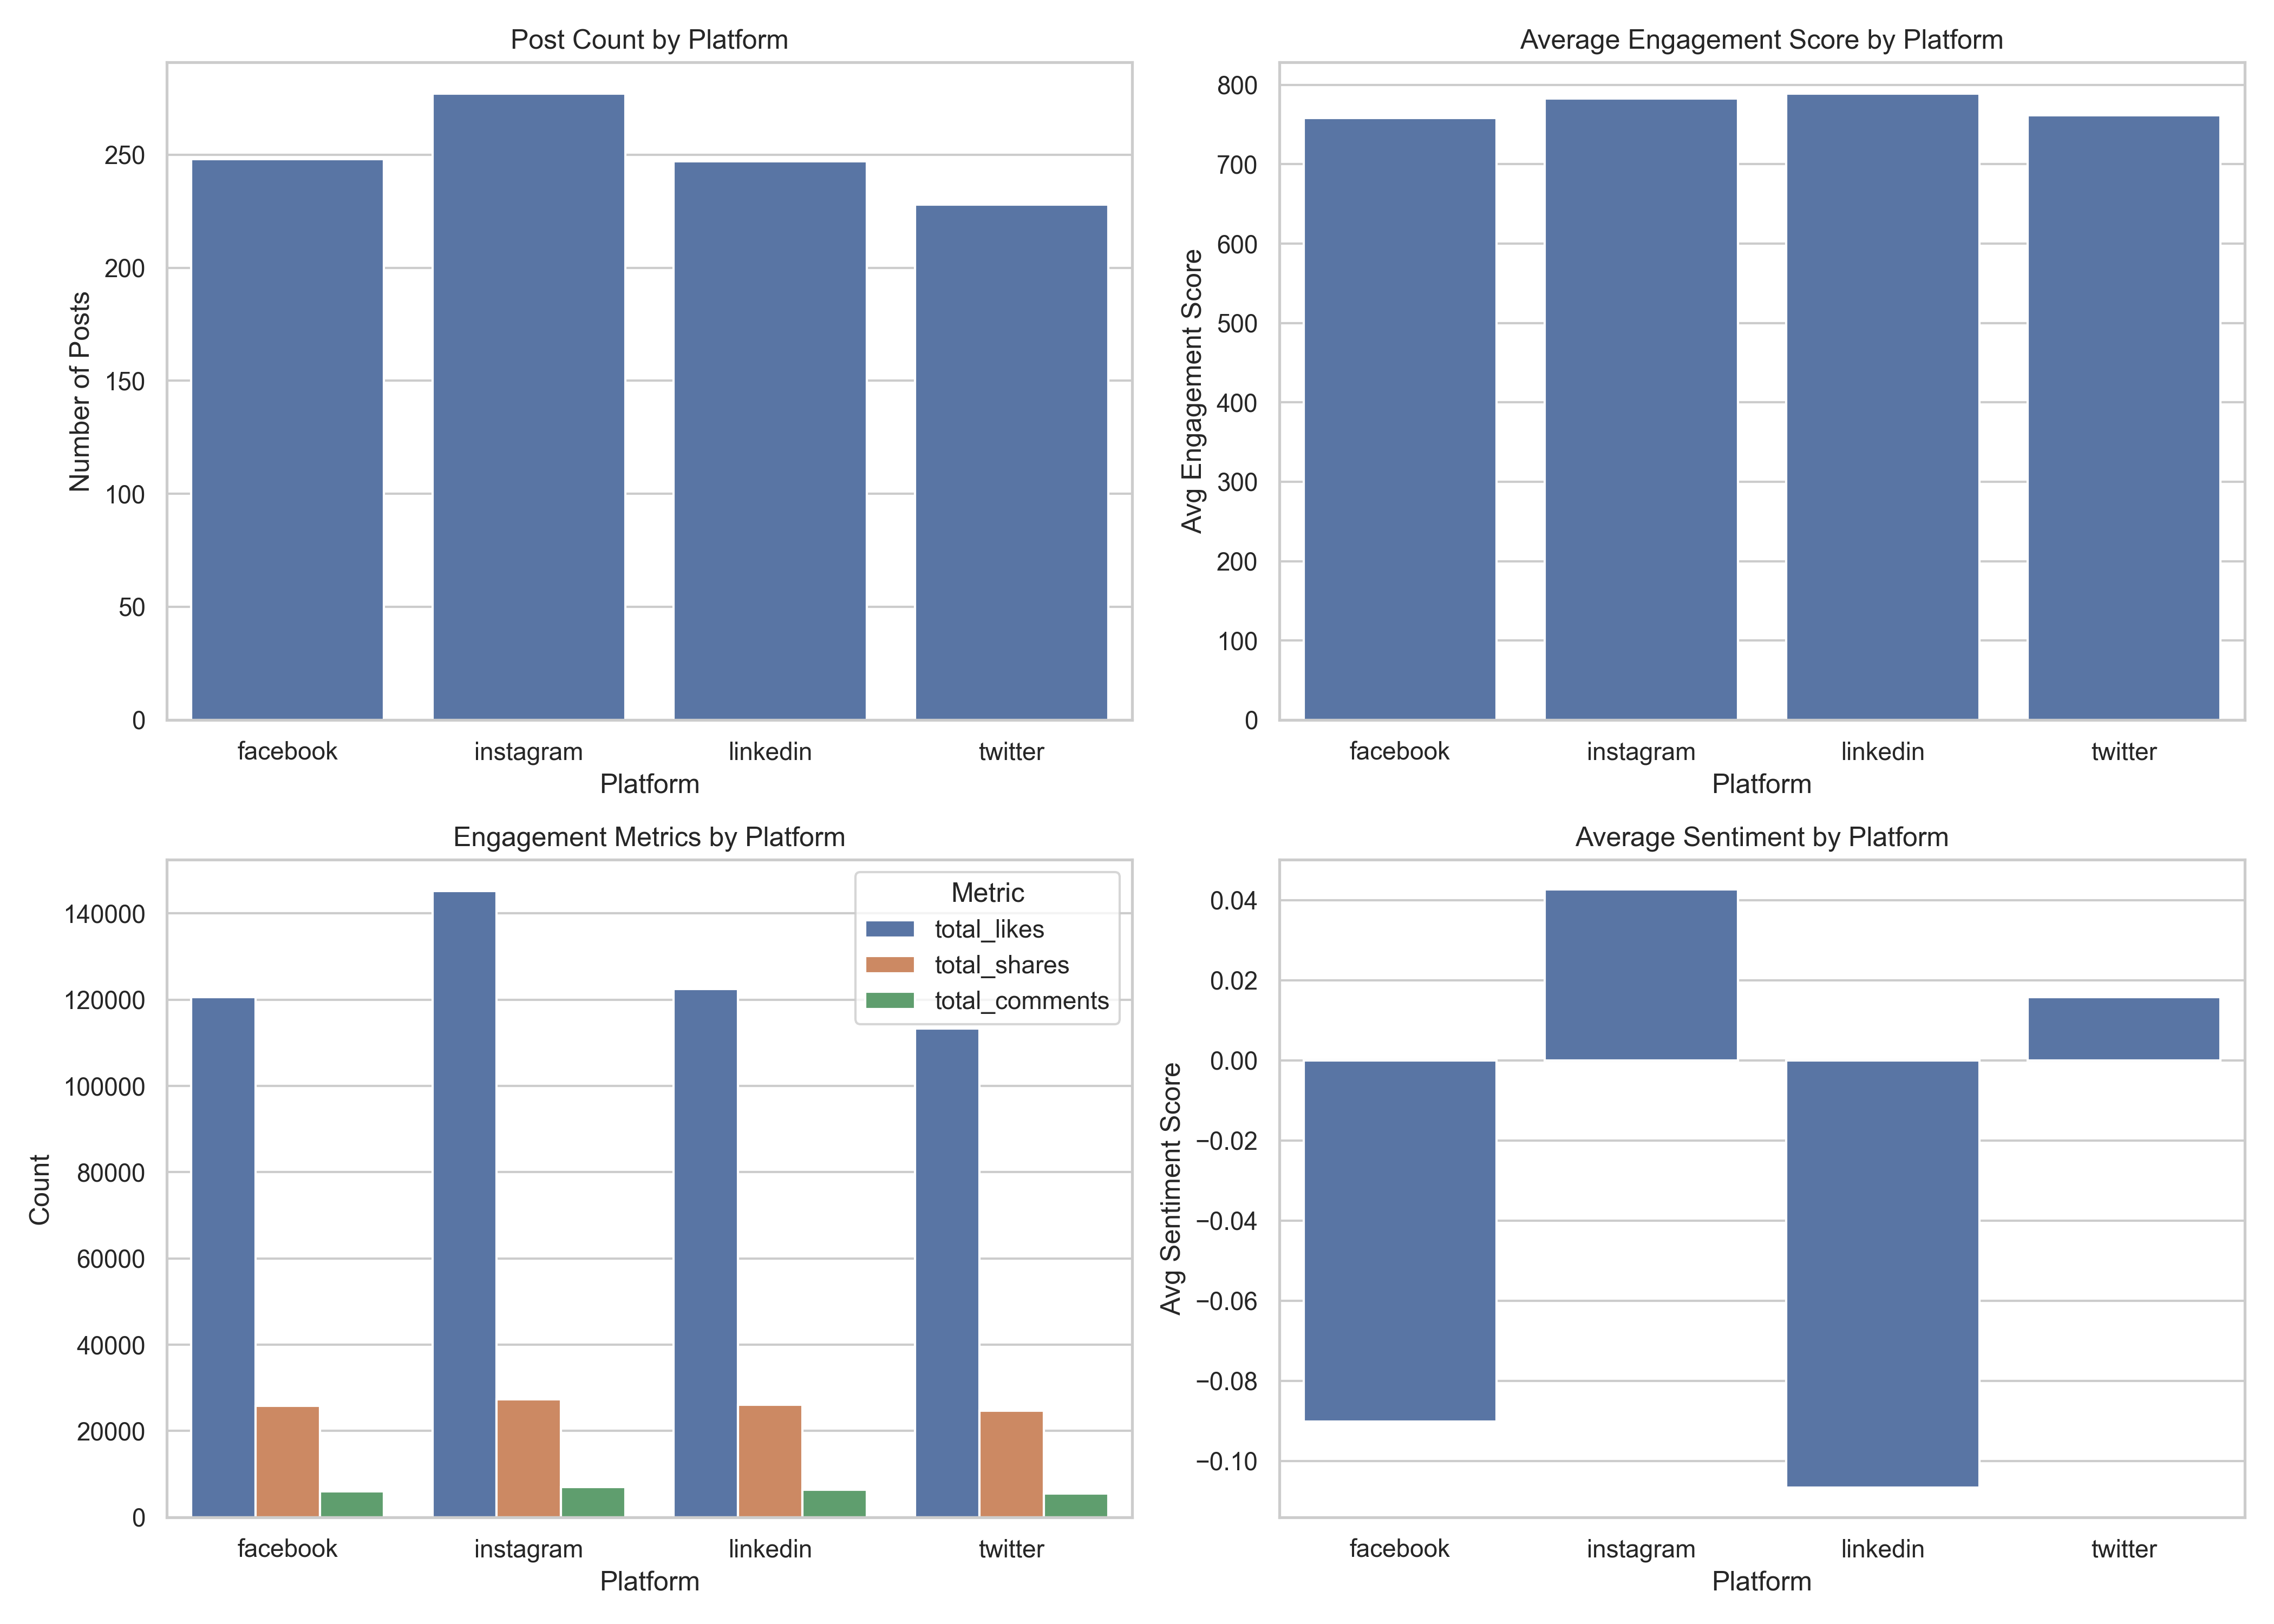 Post Count by Platform
Number of Posts
250
200
150
100
50
0
facebook instagram linkedin twitter
Platform
Average Engagement Score by Platform
Avg Engagement Score
800
700
600
500
400
300
200
100
0
facebook instagram linkedin twitter
Platform
Engagement Metrics by Platform
Count
140000
120000
100000
80000
60000
40000
20000
0
Metric
total_likes
total_shares
total_comments
facebook instagram linkedin twitter
Platform
Average Sentiment by Platform
Avg Sentiment Score
0.04
0.02
0.00
−0.02
−0.04
−0.06
−0.08
−0.10
facebook instagram linkedin twitter
Platform